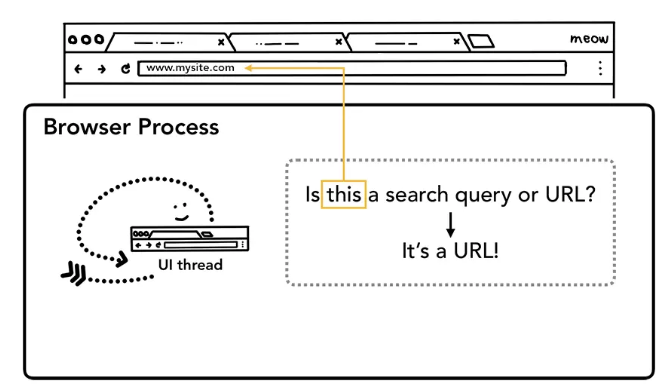 meow
www.mysite.com
Browser Process
Is this a search query or URL?
It's a URL!
UI thread